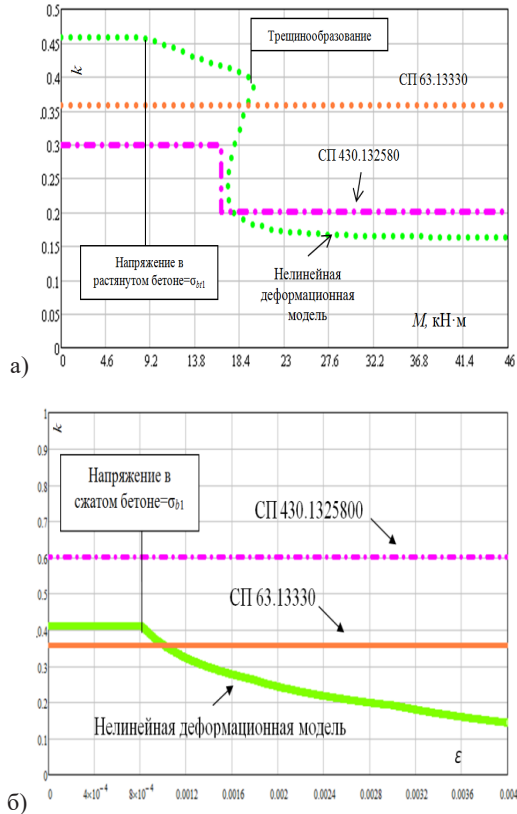 0.45
0.4
0.35
0.3
0.25
0.2
0.15
0.1
0.05
0
k
Трещинообразование
СП 63.13330
СП 430.132580
Напряжение в
растянутом бетоне=σbt1
Нелинейная
деформационная
модель
M, кН·м
0 4.6 9.2 13.8 18.4 23 27.6 32.2 36.8 41.4 46
а)
1
0.9
0.8
0.7
0.6
0.5
0.4
0.3
0.2
0.1
0
k
Напряжение в
сжатом бетоне=σb1
СП 430.1325800
СП 63.13330
Нелинейная деформационная модель
ε
0 4×10⁻⁴ 8×10⁻⁴ 0.0012 0.0016 0.002 0.0024 0.0028 0.0032 0.0036 0.004
б)